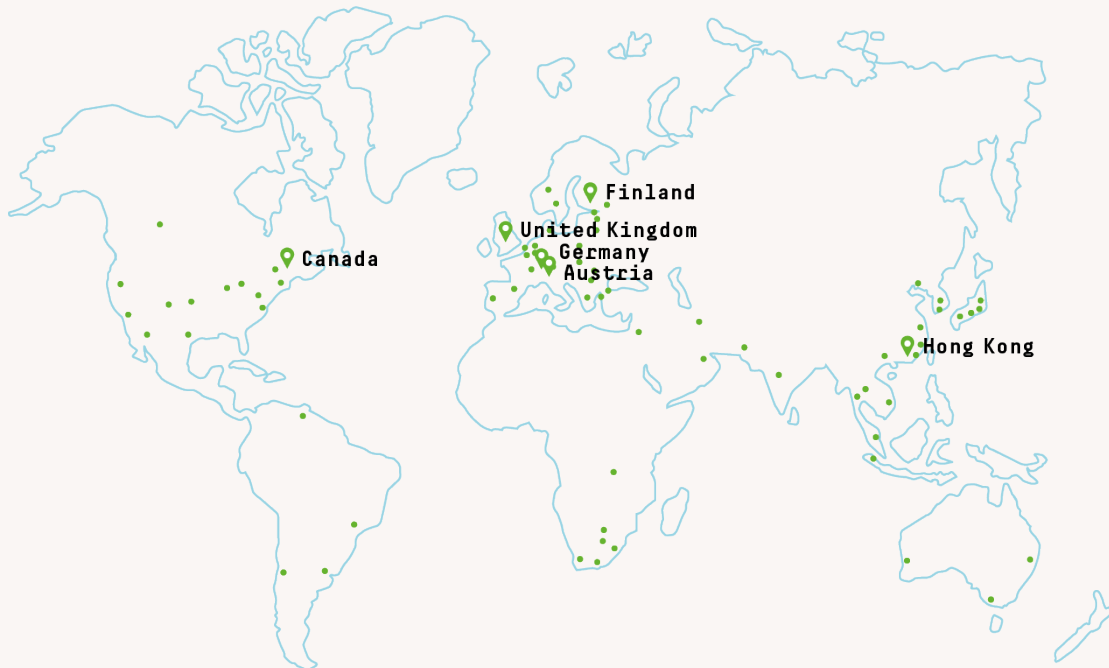 Finland
United Kingdom
Germany
Canada
Austria
Hong Kong